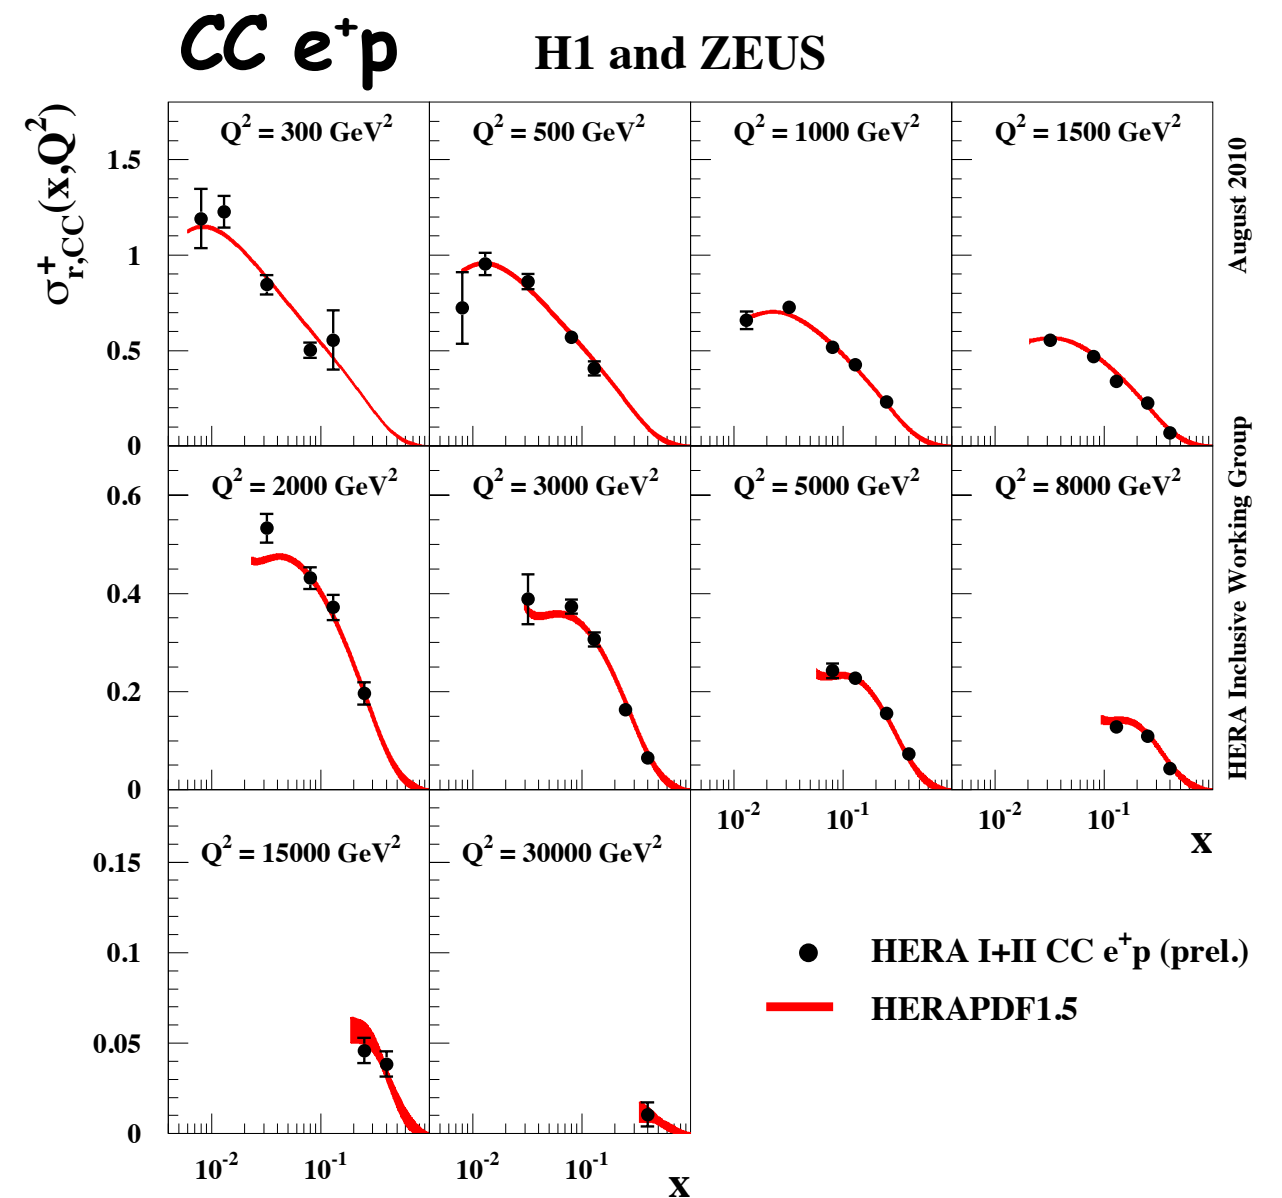 CC e⁺p
H1 and ZEUS
σ⁺r,CC(x,Q²)
Q² = 300 GeV²
Q² = 500 GeV²
Q² = 1000 GeV²
Q² = 1500 GeV²
1.5
1
0.5
0
August 2010
Q² = 2000 GeV²
Q² = 3000 GeV²
Q² = 5000 GeV²
Q² = 8000 GeV²
0.6
0.4
0.2
0
HERA Inclusive Working Group
10⁻² 10⁻¹
10⁻² 10⁻¹
x
Q² = 15000 GeV²
Q² = 30000 GeV²
0.15
0.1
0.05
0
10⁻² 10⁻¹
10⁻² 10⁻¹
x
HERA I+II CC e⁺p (prel.)
HERAPDF1.5